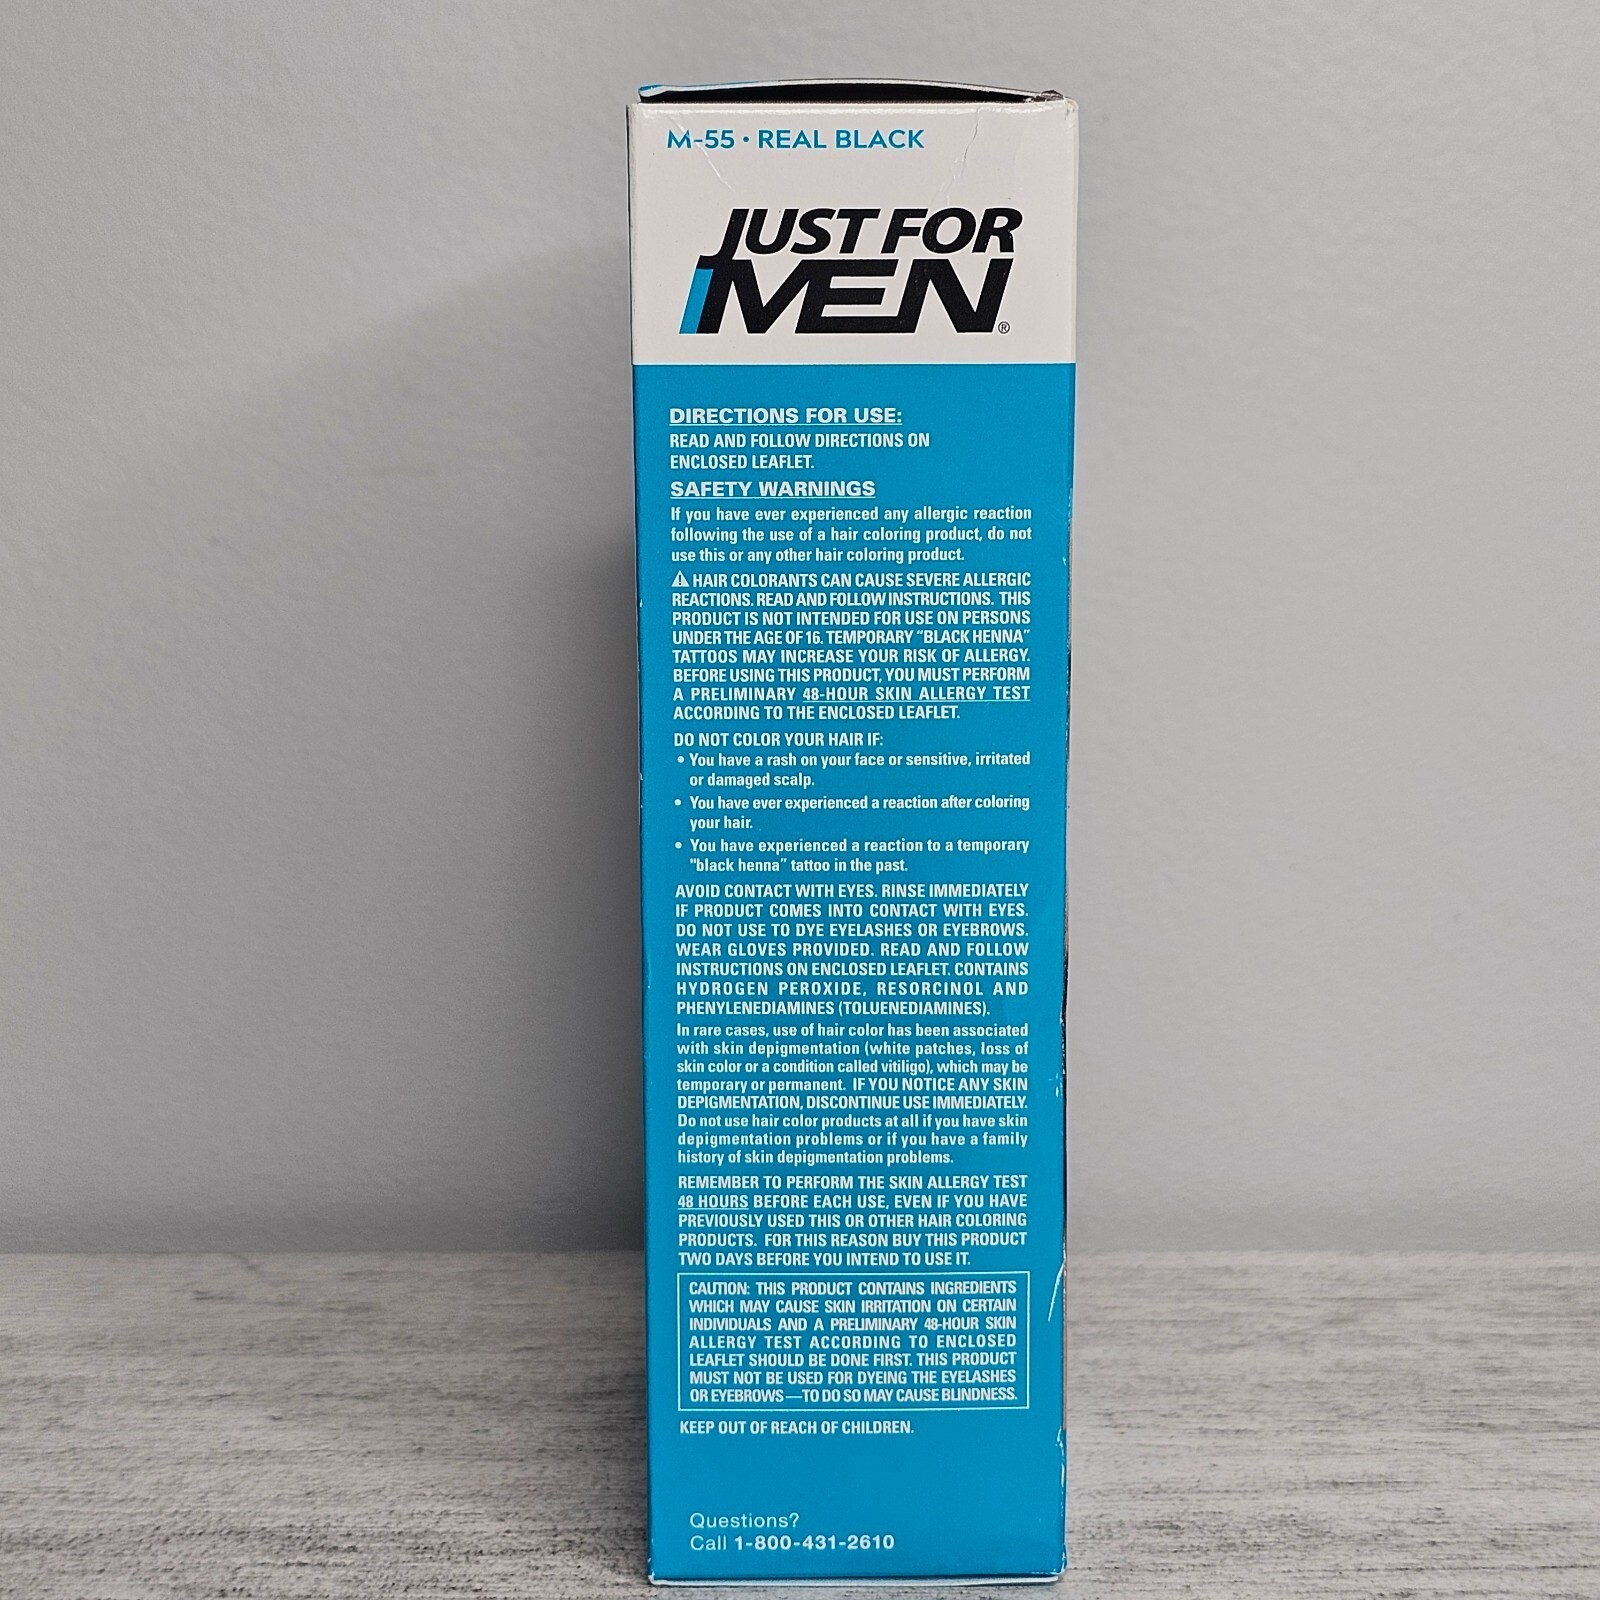 M-55 • REAL BLACK
JUST FOR
MEN®
DIRECTIONS FOR USE:
READ AND FOLLOW DIRECTIONS ON
ENCLOSED LEAFLET.
SAFETY WARNINGS
If you have ever experienced any allergic reaction
following the use of a hair coloring product, do not
use this or any other hair coloring product.
⚠ HAIR COLORANTS CAN CAUSE SEVERE ALLERGIC
REACTIONS. READ AND FOLLOW INSTRUCTIONS. THIS
PRODUCT IS NOT INTENDED FOR USE ON PERSONS
UNDER THE AGE OF 16. TEMPORARY “BLACK HENNA”
TATTOOS MAY INCREASE YOUR RISK OF ALLERGY.
BEFORE USING THIS PRODUCT, YOU MUST PERFORM
A PRELIMINARY 48-HOUR SKIN ALLERGY TEST
ACCORDING TO THE ENCLOSED LEAFLET.
DO NOT COLOR YOUR HAIR IF:
• You have a rash on your face or sensitive, irritated
or damaged scalp.
• You have ever experienced a reaction after coloring
your hair.
• You have experienced a reaction to a temporary
"black henna” tattoo in the past.
AVOID CONTACT WITH EYES. RINSE IMMEDIATELY
IF PRODUCT COMES INTO CONTACT WITH EYES.
DO NOT USE TO DYE EYELASHES OR EYEBROWS.
WEAR GLOVES PROVIDED. READ AND FOLLOW
INSTRUCTIONS ON ENCLOSED LEAFLET. CONTAINS
HYDROGEN PEROXIDE, RESORCINOL AND
PHENYLENEDIAMINES (TOLUENEDIAMINES).
In rare cases, use of hair color has been associated
with skin depigmentation (white patches, loss of
skin color or a condition called vitiligo), which may be
temporary or permanent. IF YOU NOTICE ANY SKIN
DEPIGMENTATION, DISCONTINUE USE IMMEDIATELY.
Do not use hair color products at all if you have skin
depigmentation problems or if you have a family
history of skin depigmentation problems.
REMEMBER TO PERFORM THE SKIN ALLERGY TEST
48 HOURS BEFORE EACH USE, EVEN IF YOU HAVE
PREVIOUSLY USED THIS OR OTHER HAIR COLORING
PRODUCTS. FOR THIS REASON BUY THIS PRODUCT
TWO DAYS BEFORE YOU INTEND TO USE IT.
CAUTION: THIS PRODUCT CONTAINS INGREDIENTS
WHICH MAY CAUSE SKIN IRRITATION ON CERTAIN
INDIVIDUALS AND A PRELIMINARY 48-HOUR SKIN
ALLERGY TEST ACCORDING TO ENCLOSED
LEAFLET SHOULD BE DONE FIRST. THIS PRODUCT
MUST NOT BE USED FOR DYEING THE EYELASHES
OR EYEBROWS—TO DO SO MAY CAUSE BLINDNESS.
KEEP OUT OF REACH OF CHILDREN.
Questions?
Call 1-800-431-2610